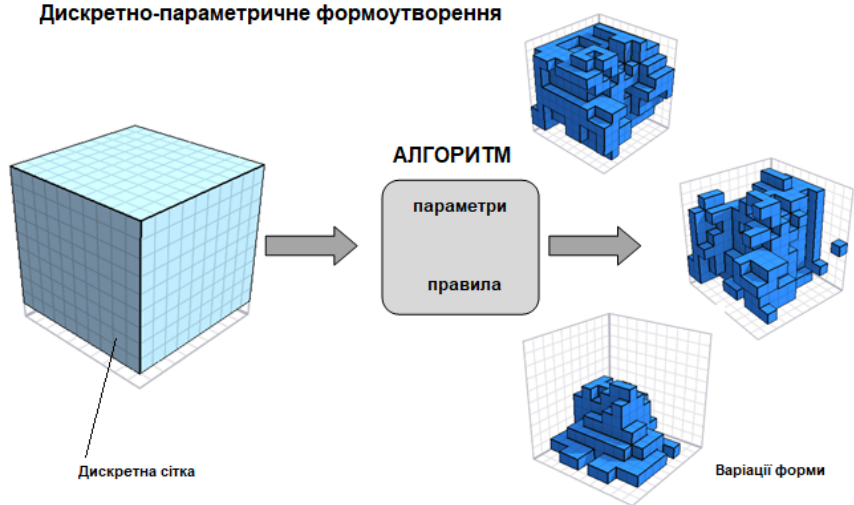 Дискретно-параметричне формоутворення
АЛГОРИТМ
параметри
правила
Дискретна сітка
Варіації форми